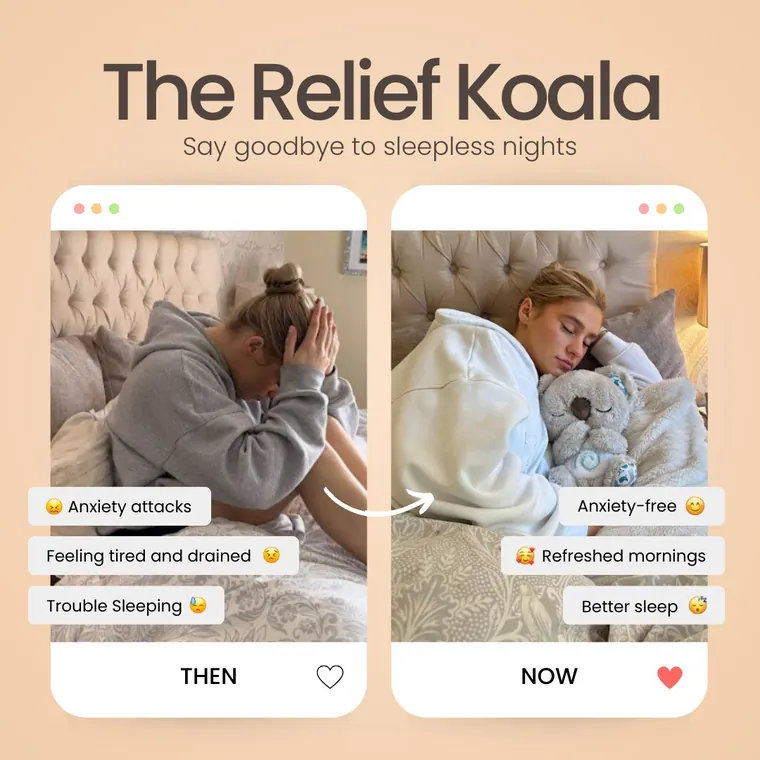 The Relief Koala
Say goodbye to sleepless nights
😖 Anxiety attacks
Feeling tired and drained 😣
Trouble Sleeping 😓
THEN
Anxiety-free 😊
🥰 Refreshed mornings
Better sleep 😴
NOW